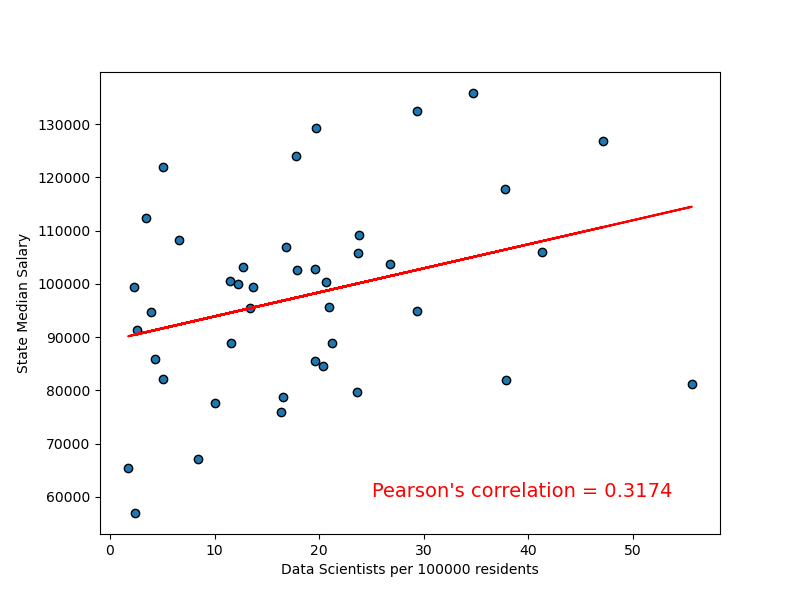 130000
120000
110000
100000
90000
80000
70000
60000
State Median Salary
Pearson's correlation = 0.3174
0 10 20 30 40 50
Data Scientists per 100000 residents